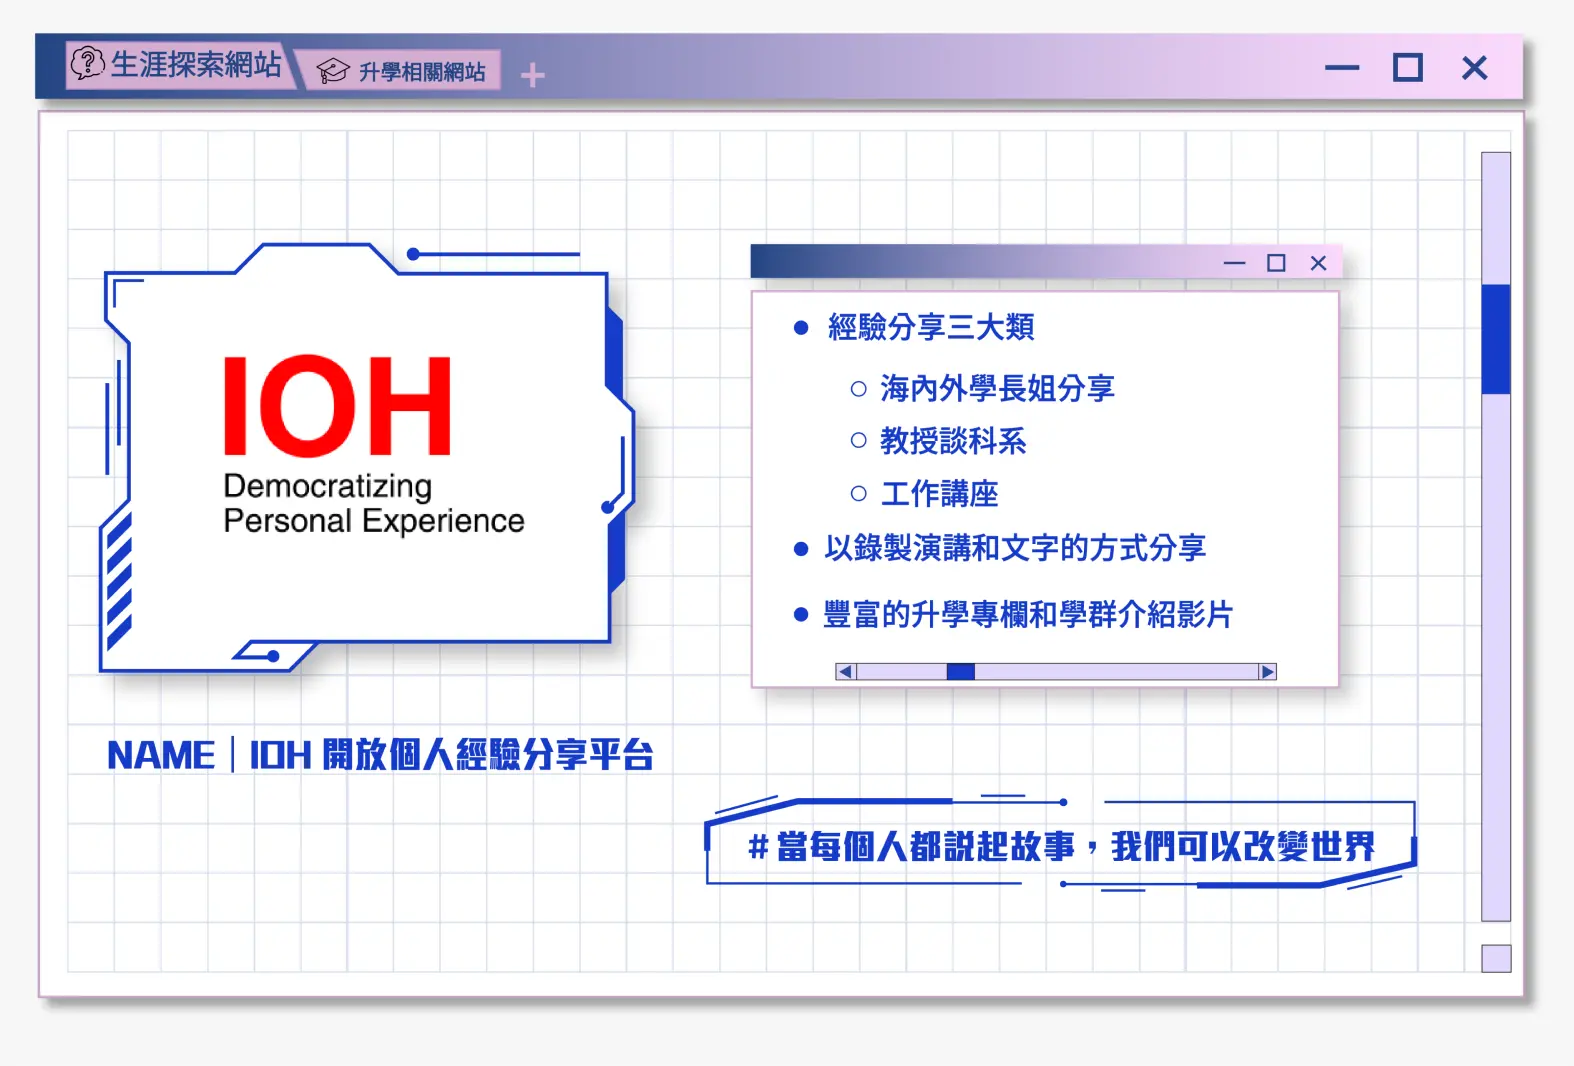 生涯探索網站
升學相關網站
IOH
Democratizing
Personal Experience
NAME｜IOH 開放個人經驗分享平台
經驗分享三大類
海內外學長姐分享
教授談科系
工作講座
以錄製演講和文字的方式分享
豐富的升學專欄和學群介紹影片
#當每個人都說起故事，我們可以改變世界